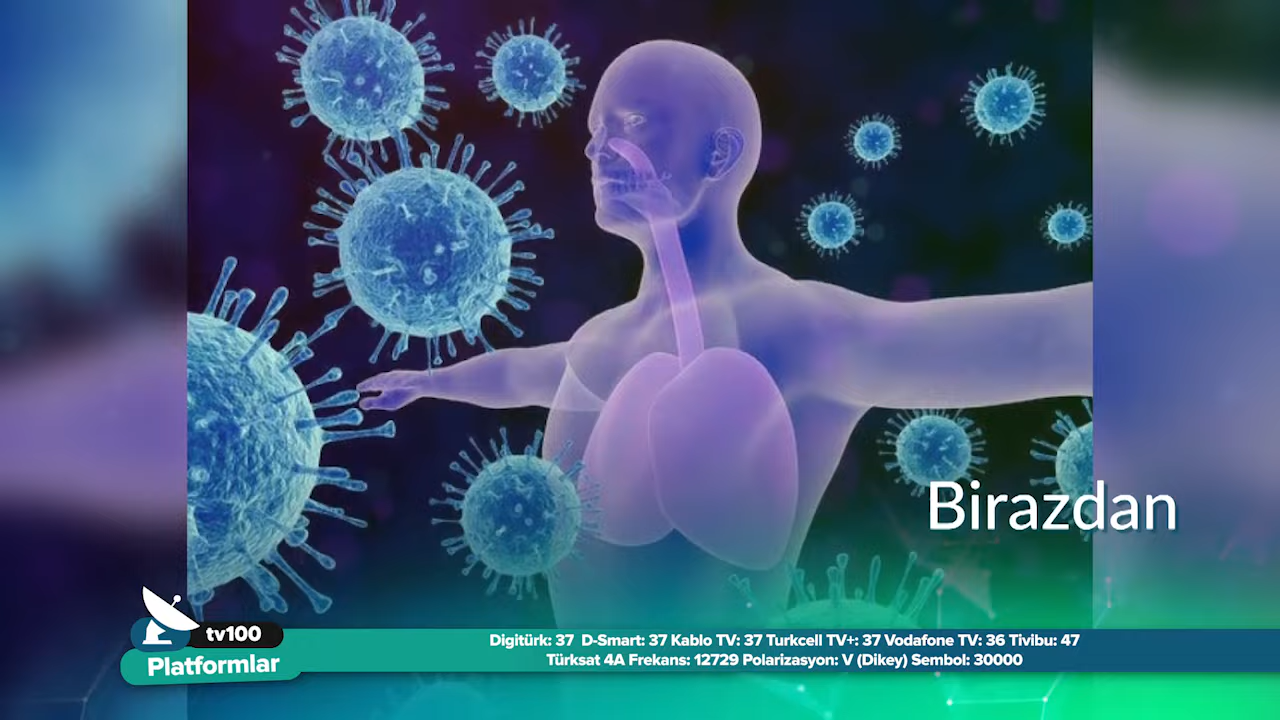 Birazdan
tv100
Platformlar
Digitürk: 37 D-Smart: 37 Kablo TV: 37 Turkcell TV+: 37 Vodafone TV: 36 Tivibu: 47
Türksat 4A Frekans: 12729 Polarizasyon: V (Dikey) Sembol: 30000